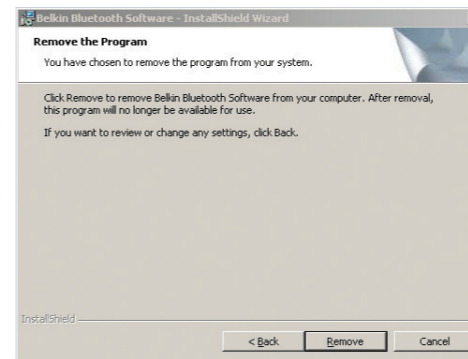 Belkin Bluetooth Software - InstallShield Wizard
Remove the Program
You have chosen to remove the program from your system.
Click Remove to remove Belkin Bluetooth Software from your computer. After removal,
this program will no longer be available for use.
If you want to review or change any settings, click Back.
InstallShield
< Back Remove Cancel